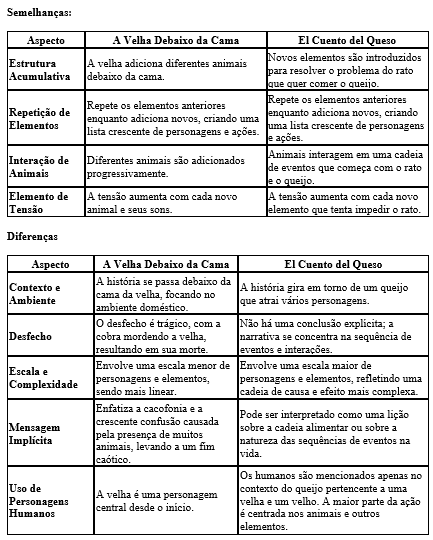 Semelhanças:
Aspecto
A Velha Debaixo da Cama
El Cuento del Queso
Estrutura
Acumulativa
A velha adiciona diferentes animais
debaixo da cama.
Novos elementos são introduzidos
para resolver o problema do rato
que quer comer o queijo.
Repetição de
Elementos
Repete os elementos anteriores
enquanto adiciona novos, criando uma
lista crescente de personagens e ações.
Repete os elementos anteriores
enquanto adiciona novos, criando
uma lista crescente de personagens
e ações.
Interação de
Animais
Diferentes animais são adicionados
progressivamente.
Animais interagem em uma cadeia
de eventos que começa com o rato
e o queijo.
Elemento de
Tensão
A tensão aumenta com cada novo
animal e seus sons.
A tensão aumenta com cada novo
elemento que tenta impedir o rato.
Diferenças
Aspecto
A Velha Debaixo da Cama
El Cuento del Queso
Contexto e
Ambiente
A história se passa debaixo da
cama da velha, focando no
ambiente doméstico.
A história gira em torno de um queijo
que atrai vários personagens.
Desfecho
O desfecho é trágico, com a
cobra mordendo a velha,
resultando em sua morte.
Não há uma conclusão explícita; a
narrativa se concentra na sequência de
eventos e interações.
Escala e
Complexidade
Envolve uma escala menor de
personagens e elementos,
sendo mais linear.
Envolve uma escala maior de
personagens e elementos, refletindo uma
cadeia de causa e efeito mais complexa.
Mensagem
Implícita
Enfatiza a cacofonia e a
crescente confusão causada
pela presença de muitos
animais, levando a um fim
caótico.
Pode ser interpretado como uma lição
sobre a cadeia alimentar ou sobre a
natureza das sequências de eventos na
vida.
Uso de
Personagens
Humanos
A velha é uma personagem
central desde o início.
Os humanos são mencionados apenas no
contexto do queijo pertencente a uma
velha e um velho. A maior parte da ação
é centrada nos animais e outros
elementos.